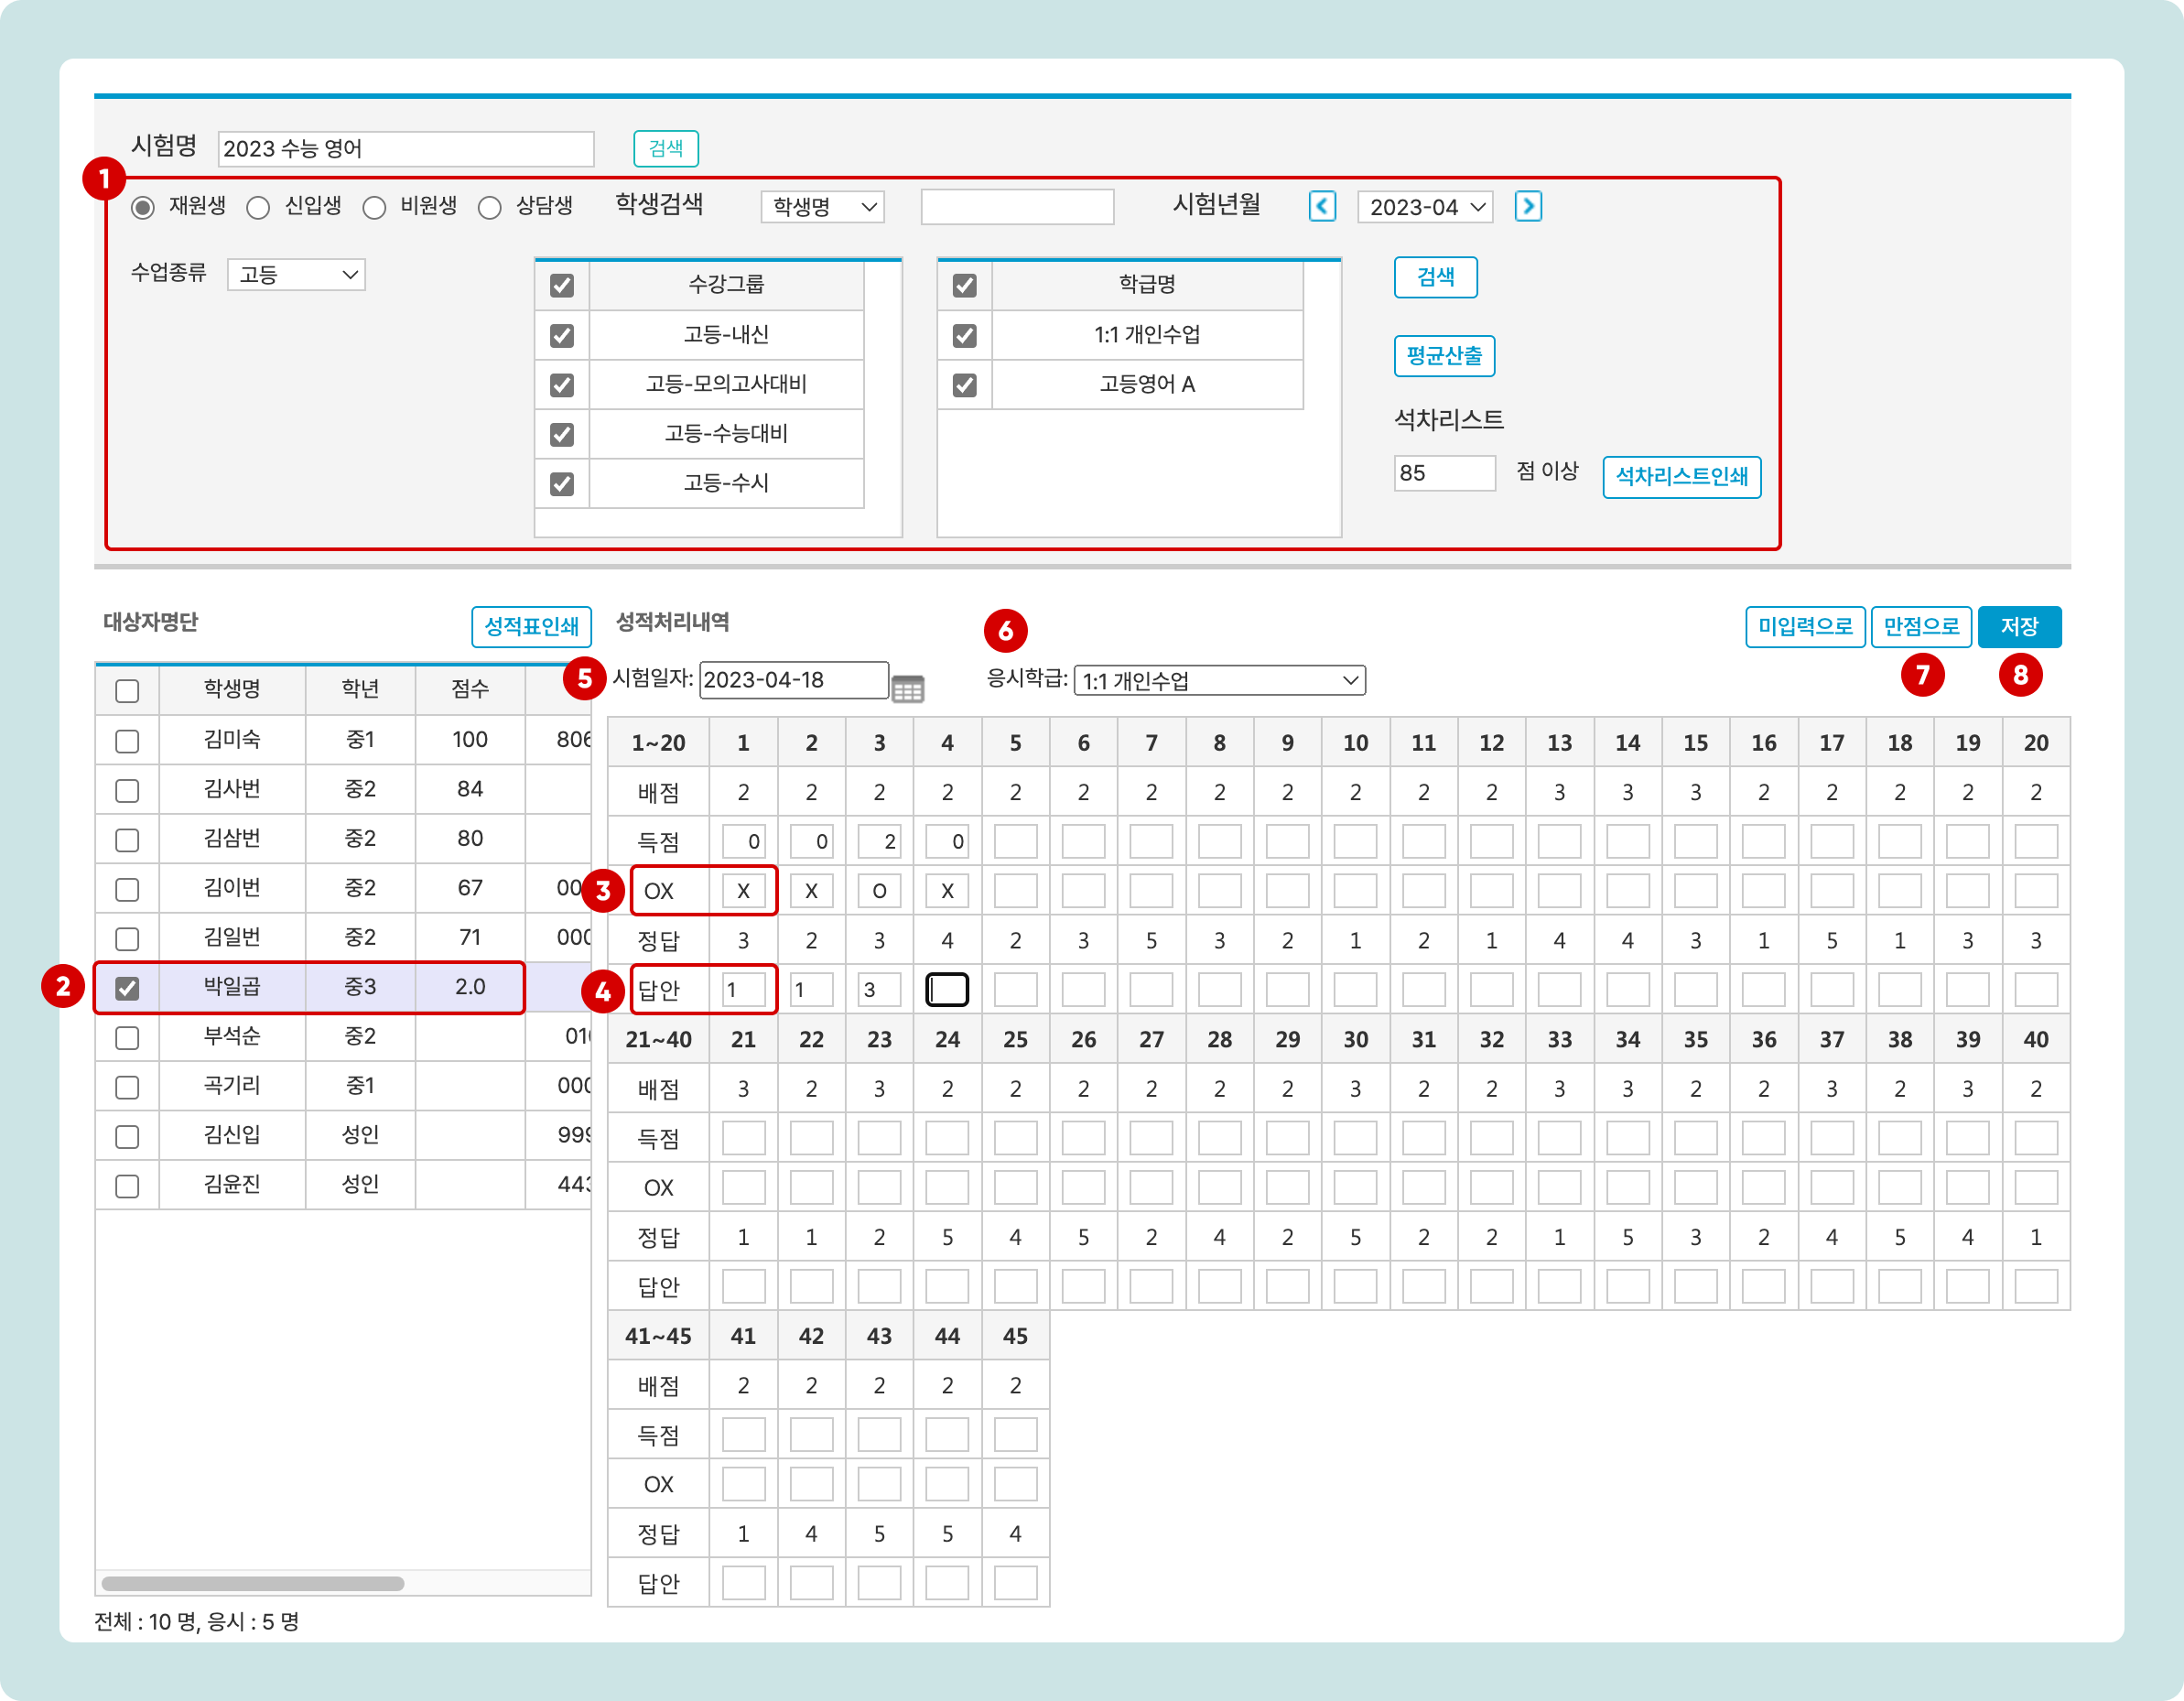 시험명 2023 수능 영어 검색
1
재원생 신입생 비원생 상담생 학생검색 학생명 시험년월 2023-04
수업종류 고등
수강그룹
고등-내신
고등-모의고사대비
고등-수능대비
고등-수시
학급명
1:1 개인수업
고등영어 A
검색
평균산출
석차리스트
85 점 이상 석차리스트인쇄
대상자명단 성적표인쇄
학생명 학년 점수
김미숙 중1 100 806
김사번 중2 84
김삼번 중2 80
김이번 중2 67 00
김일번 중2 71 000
2 박일곱 중3 2.0
부석순 중2 010
곡기리 중1 000
김신입 성인 999
김윤진 성인 443
전체 : 10 명, 응시 : 5 명
성적처리내역 6 미입력으로 만점으로 저장
5 시험일자: 2023-04-18 응시학급: 1:1 개인수업 7 8
1~20 1 2 3 4 5 6 7 8 9 10 11 12 13 14 15 16 17 18 19 20
배점 2 2 2 2 2 2 2 2 2 2 2 2 3 3 3 2 2 2 2 2
득점 0 0 2 0
3 OX X X O X
정답 3 2 3 4 2 3 5 3 2 1 2 1 4 4 3 1 5 1 3 3
4 답안 1 1 3
21~40 21 22 23 24 25 26 27 28 29 30 31 32 33 34 35 36 37 38 39 40
배점 3 2 3 2 2 2 2 2 2 3 2 2 3 3 2 2 3 2 3 2
득점
OX
정답 1 1 2 5 4 5 2 4 2 5 2 2 1 5 3 2 4 5 4 1
답안
41~45 41 42 43 44 45
배점 2 2 2 2 2
득점
OX
정답 1 4 5 5 4
답안